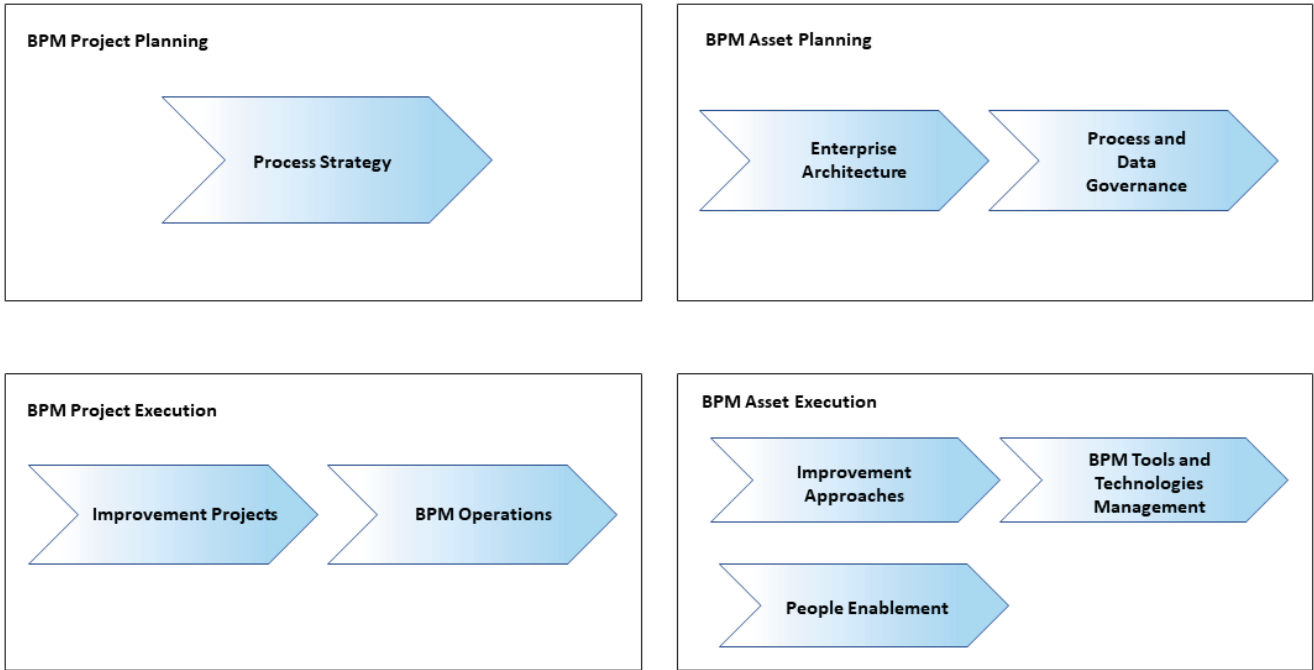 BPM Project Planning
Process Strategy
BPM Asset Planning
Enterprise
Architecture
Process and
Data
Governance
BPM Project Execution
Improvement Projects
BPM Operations
BPM Asset Execution
Improvement
Approaches
BPM Tools and
Technologies
Management
People Enablement